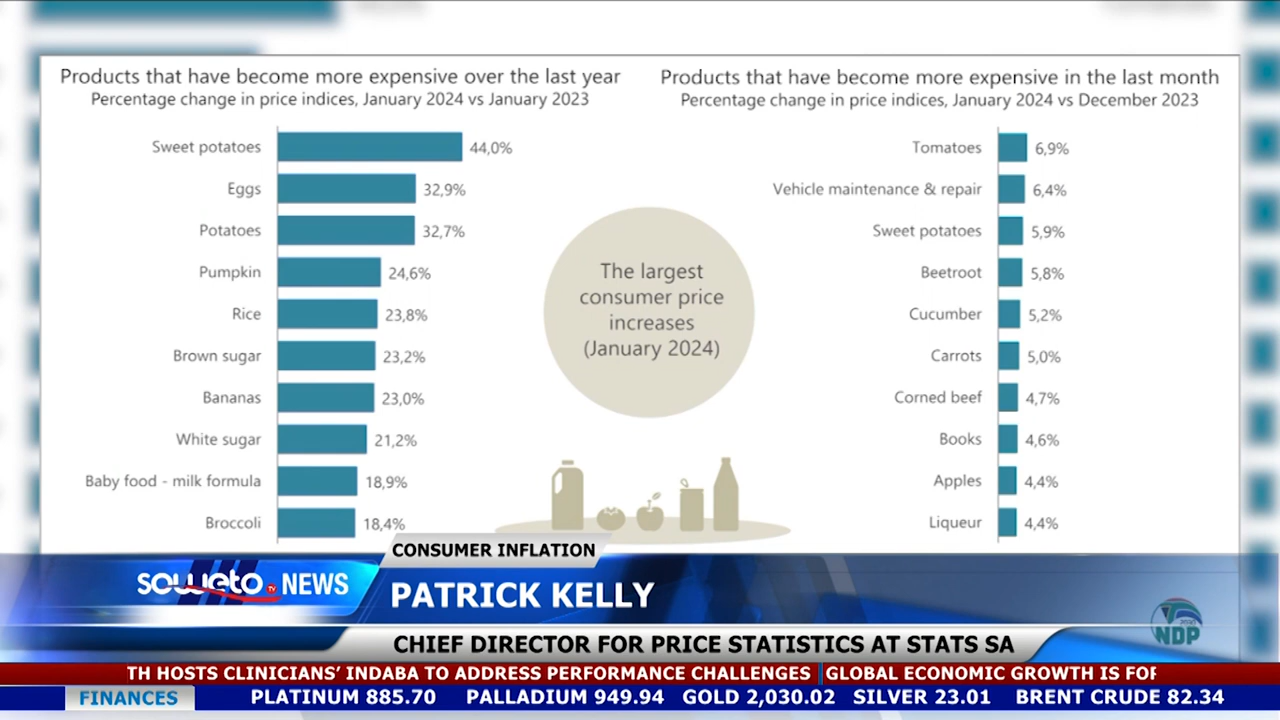 Products that have become more expensive over the last year
Percentage change in price indices, January 2024 vs January 2023
Sweet potatoes 44,0%
Eggs 32,9%
Potatoes 32,7%
Pumpkin 24,6%
Rice 23,8%
Brown sugar 23,2%
Bananas 23,0%
White sugar 21,2%
Baby food - milk formula 18,9%
Broccoli 18,4%
The largest
consumer price
increases
(January 2024)
Products that have become more expensive in the last month
Percentage change in price indices, January 2024 vs December 2023
Tomatoes 6,9%
Vehicle maintenance & repair 6,4%
Sweet potatoes 5,9%
Beetroot 5,8%
Cucumber 5,2%
Carrots 5,0%
Corned beef 4,7%
Books 4,6%
Apples 4,4%
Liqueur 4,4%
CONSUMER INFLATION
soweto tv NEWS
PATRICK KELLY
CHIEF DIRECTOR FOR PRICE STATISTICS AT STATS SA
2030
NDP
TH HOSTS CLINICIANS' INDABA TO ADDRESS PERFORMANCE CHALLENGES GLOBAL ECONOMIC GROWTH IS FOR
FINANCES PLATINUM 885.70 PALLADIUM 949.94 GOLD 2,030.02 SILVER 23.01 BRENT CRUDE 82.34